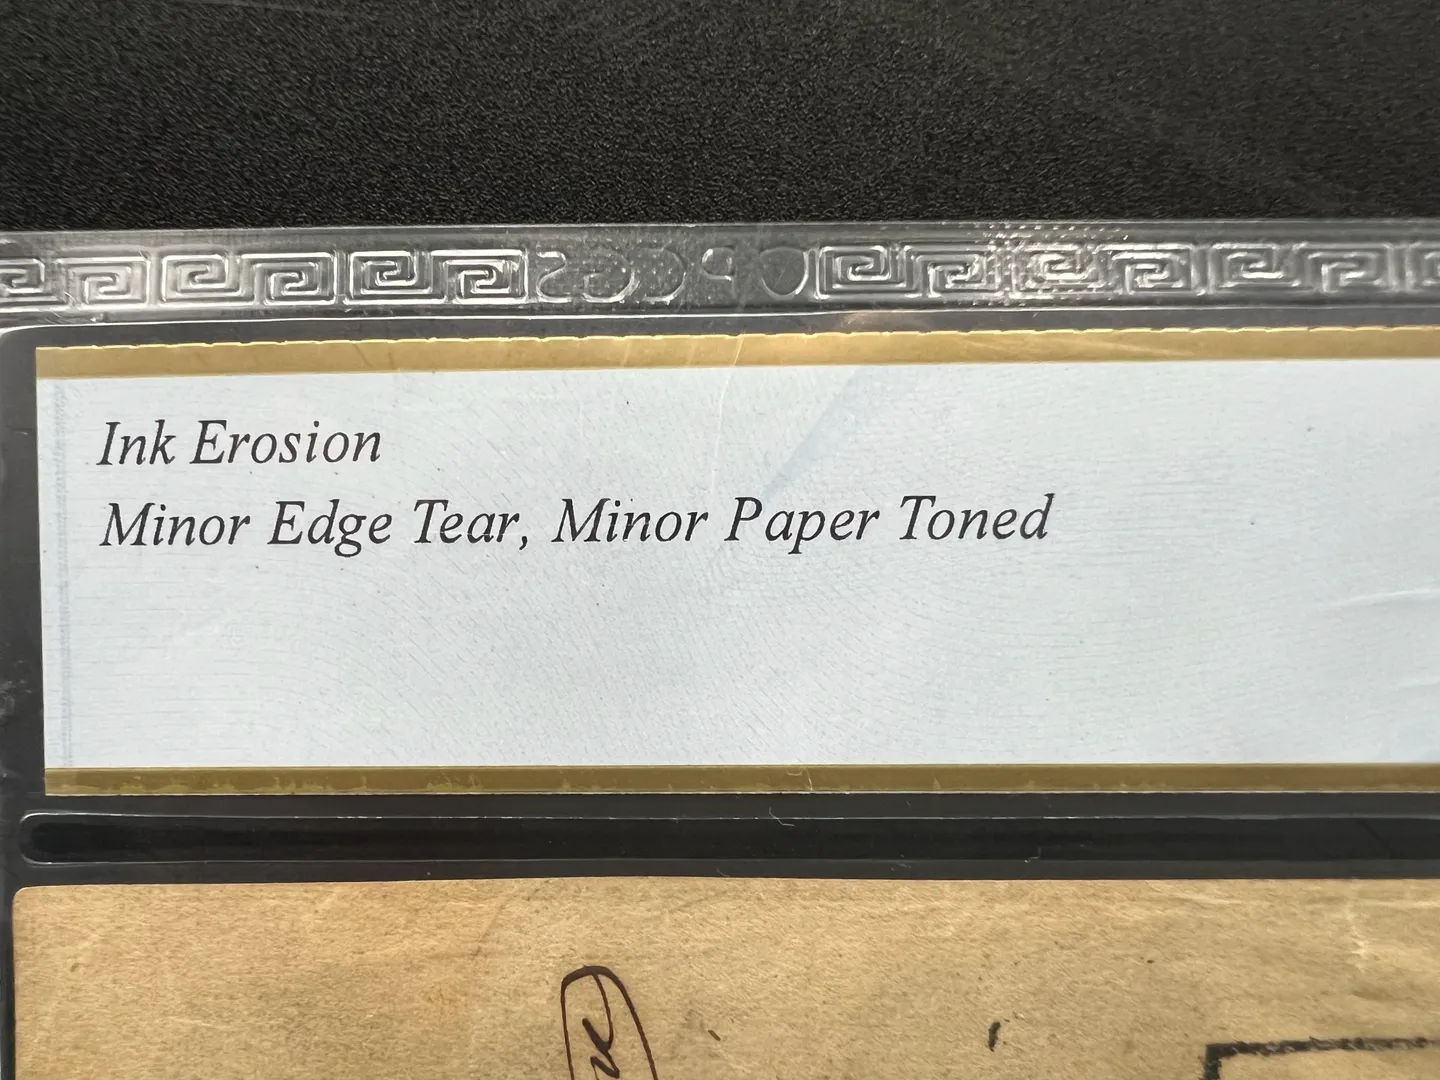 Ink Erosion
Minor Edge Tear, Minor Paper Toned